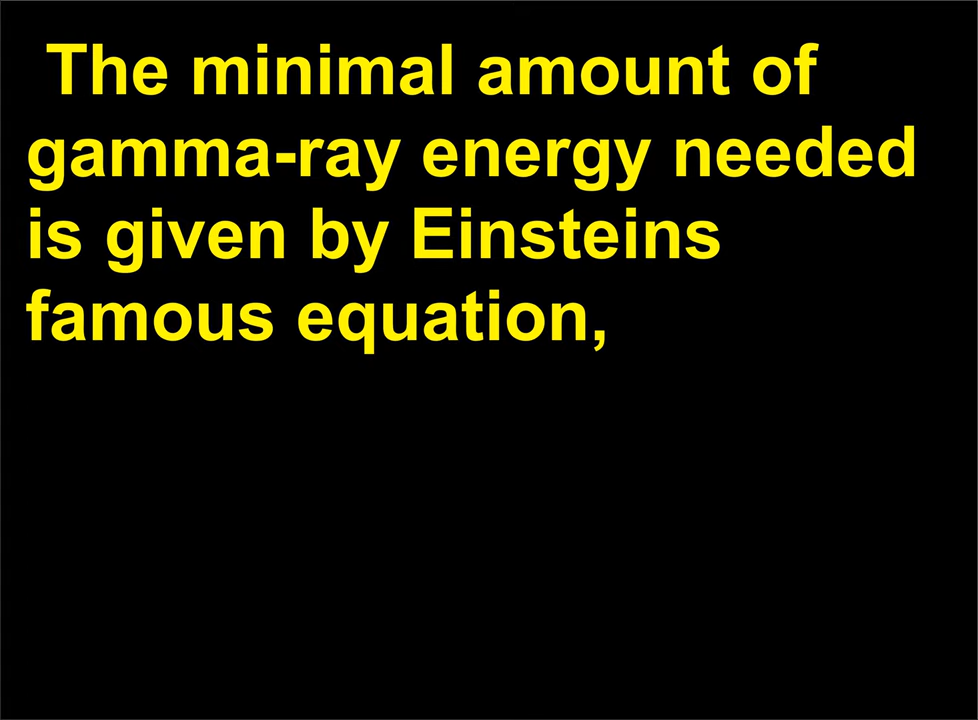 The minimal amount of
gamma-ray energy needed
is given by Einsteins
famous equation,